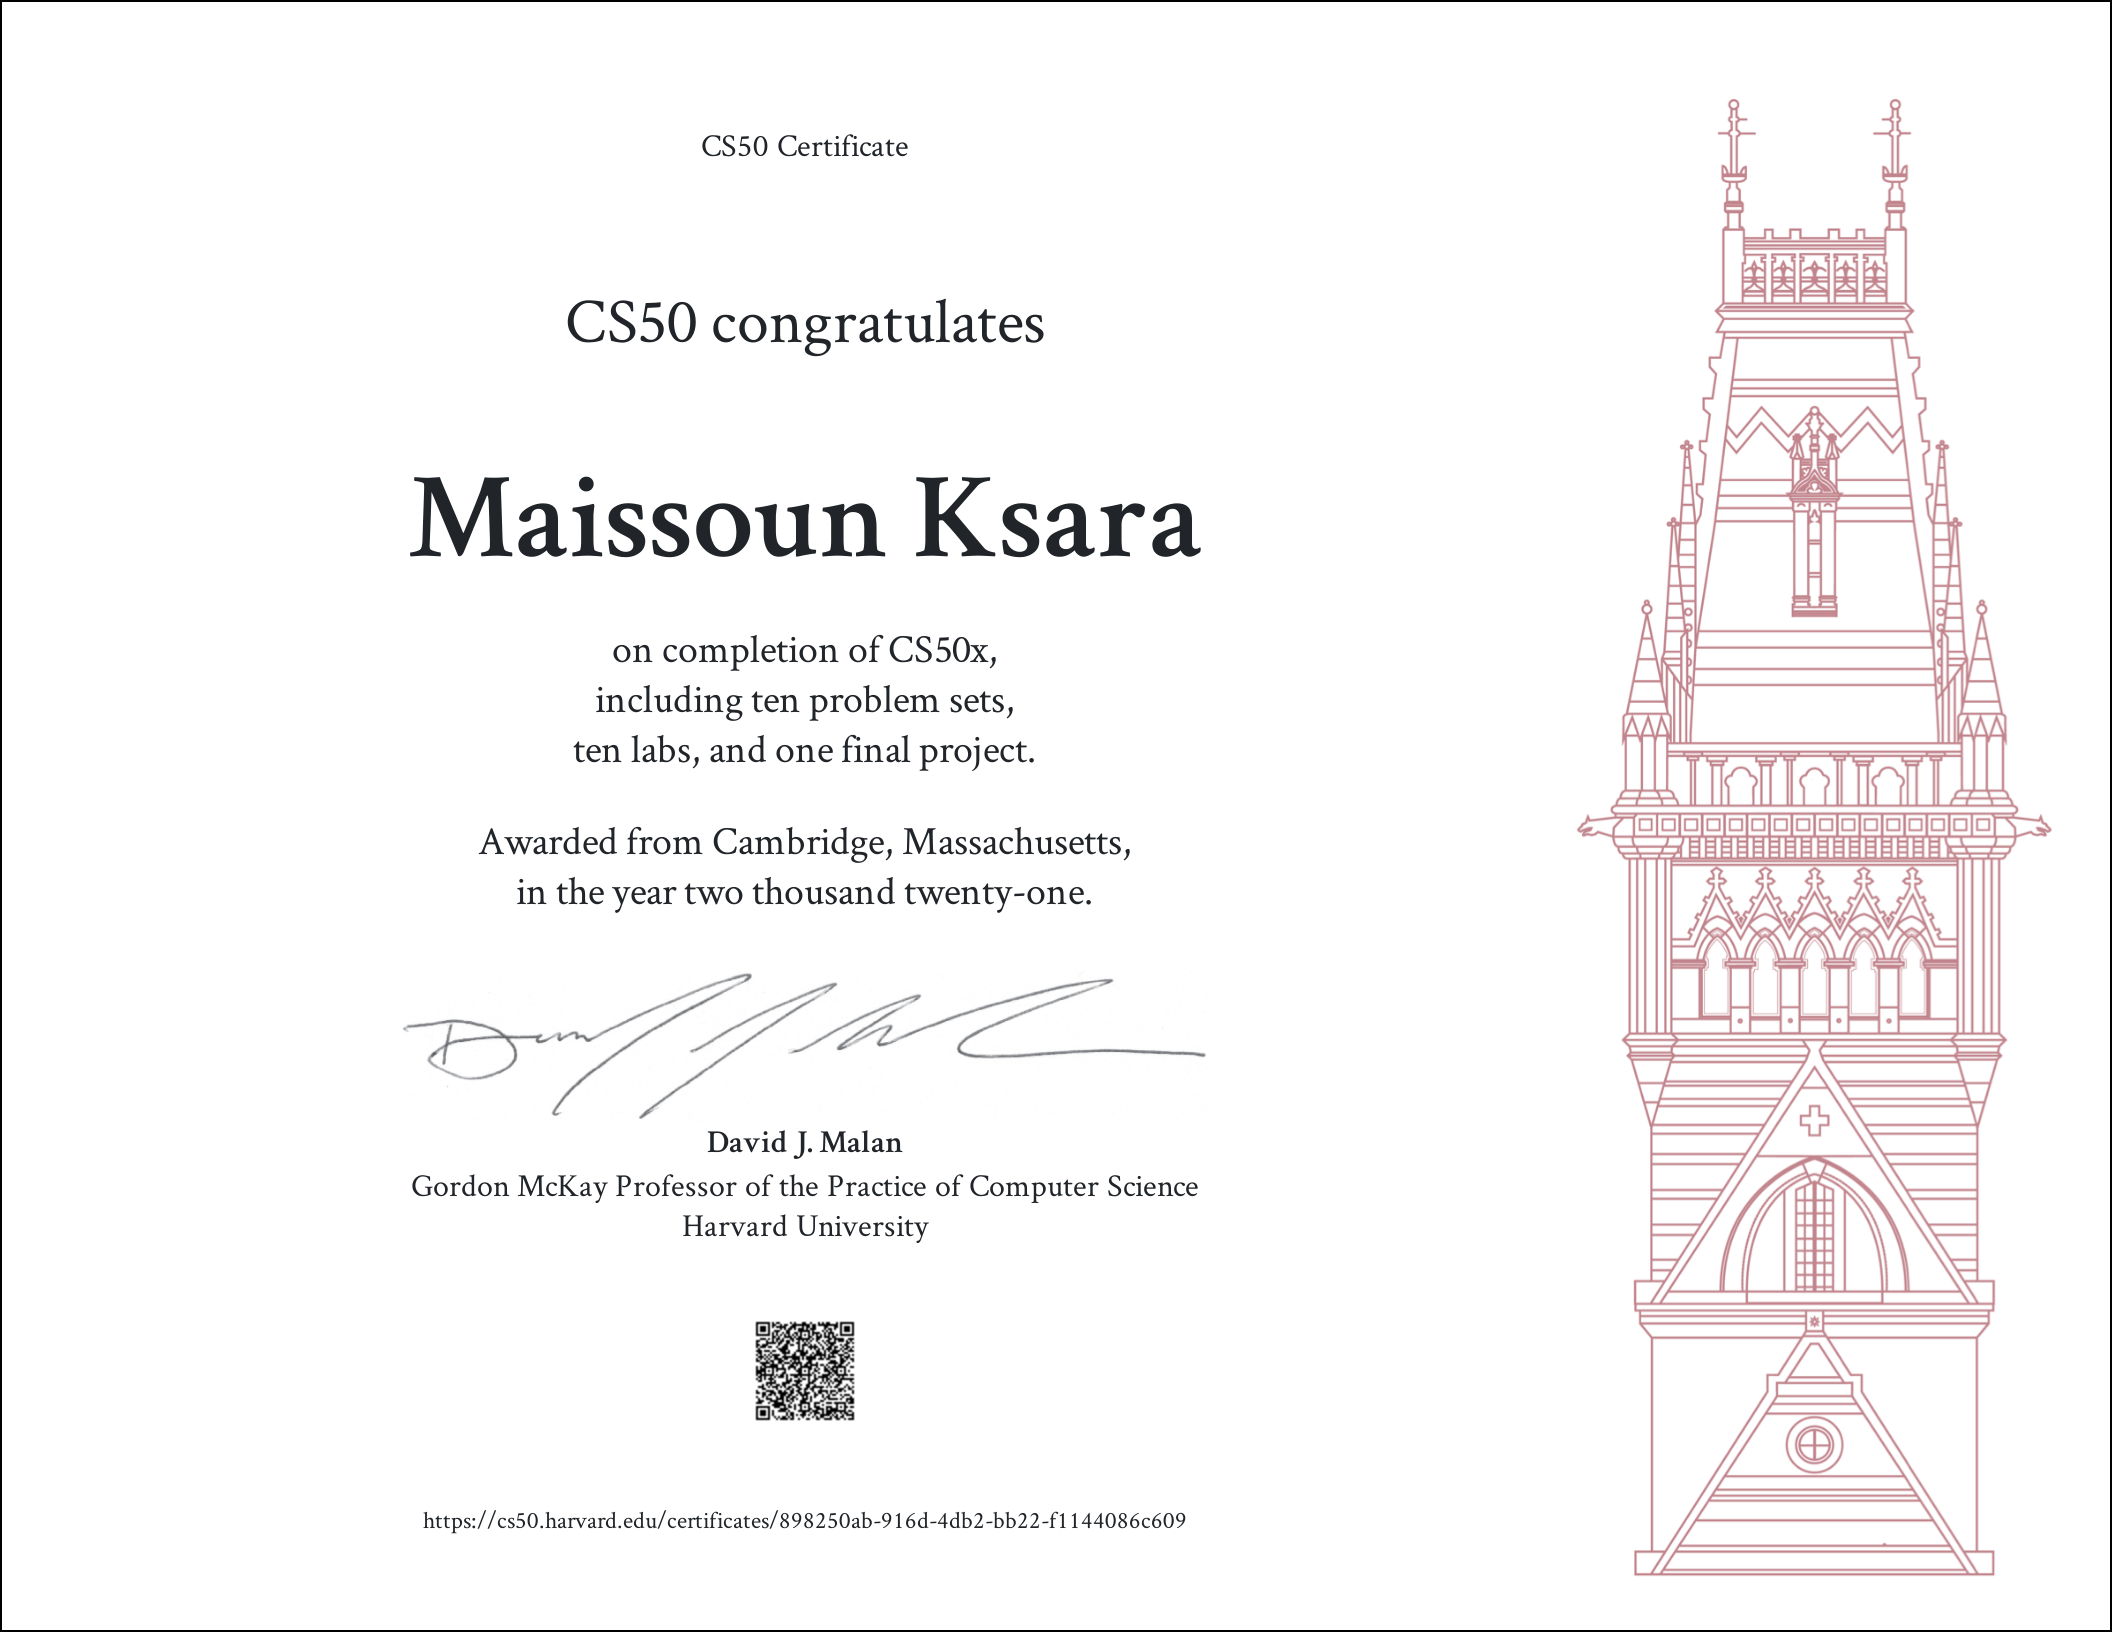 CS50 Certificate
CS50 congratulates
Maissoun Ksara
on completion of CS50x,
including ten problem sets,
ten labs, and one final project.
Awarded from Cambridge, Massachusetts,
in the year two thousand twenty-one.
David J. Malan
Gordon McKay Professor of the Practice of Computer Science
Harvard University
https://cs50.harvard.edu/certificates/898250ab-916d-4db2-bb22-f1144086c609